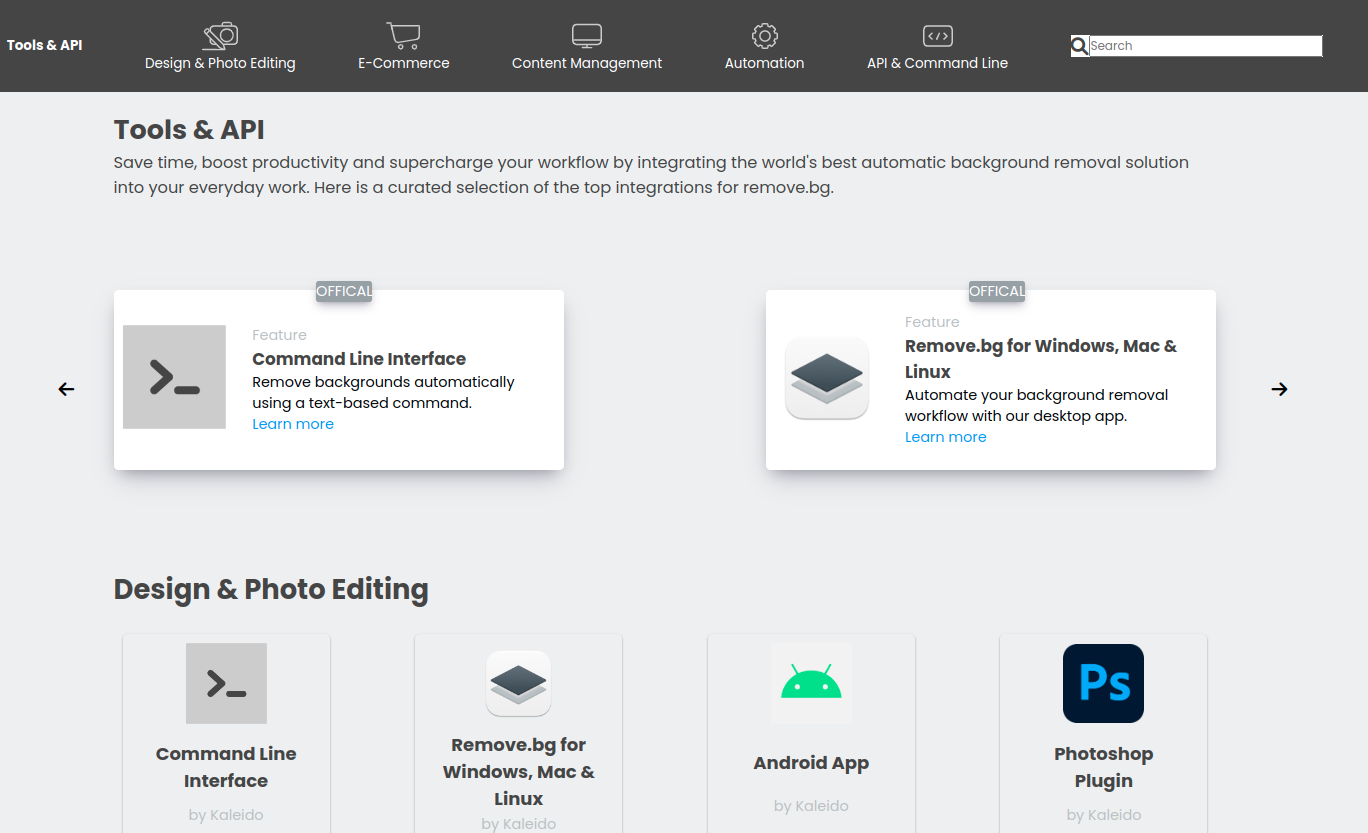 Tools & API
Design & Photo Editing
E-Commerce
Content Management
Automation
API & Command Line
Search
Tools & API
Save time, boost productivity and supercharge your workflow by integrating the world's best automatic background removal solution
into your everyday work. Here is a curated selection of the top integrations for remove.bg.
OFFICAL
Feature
Command Line Interface
Remove backgrounds automatically
using a text-based command.
Learn more
OFFICAL
Feature
Remove.bg for Windows, Mac &
Linux
Automate your background removal
workflow with our desktop app.
Learn more
Design & Photo Editing
Command Line
Interface
by Kaleido
Remove.bg for
Windows, Mac &
Linux
by Kaleido
Android App
by Kaleido
Ps
Photoshop
Plugin
by Kaleido